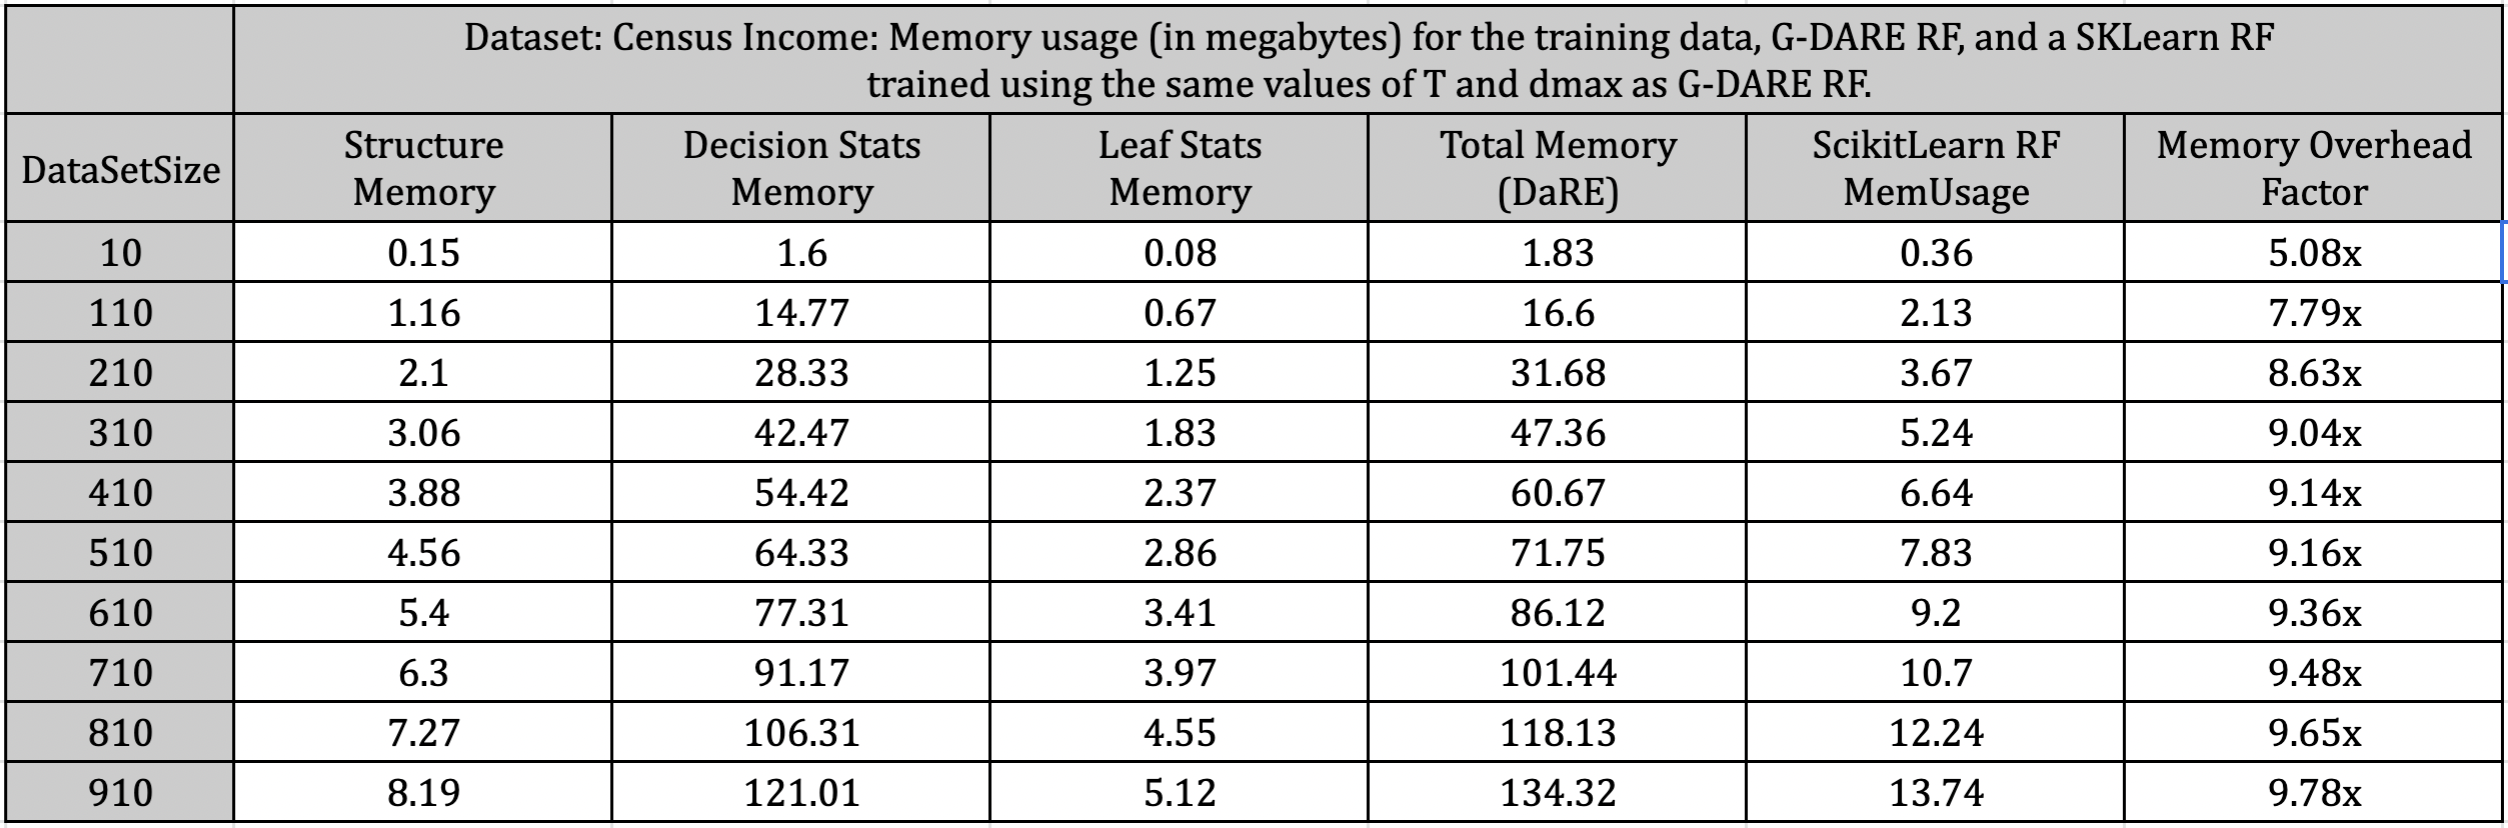 Dataset: Census Income: Memory usage (in megabytes) for the training data, G-DARE RF, and a SKLearn RF
trained using the same values of T and dmax as G-DARE RF.
DataSetSize Structure Memory Decision Stats Memory Leaf Stats Memory Total Memory (DaRE) ScikitLearn RF MemUsage Memory Overhead Factor
10 0.15 1.6 0.08 1.83 0.36 5.08x
110 1.16 14.77 0.67 16.6 2.13 7.79x
210 2.1 28.33 1.25 31.68 3.67 8.63x
310 3.06 42.47 1.83 47.36 5.24 9.04x
410 3.88 54.42 2.37 60.67 6.64 9.14x
510 4.56 64.33 2.86 71.75 7.83 9.16x
610 5.4 77.31 3.41 86.12 9.2 9.36x
710 6.3 91.17 3.97 101.44 10.7 9.48x
810 7.27 106.31 4.55 118.13 12.24 9.65x
910 8.19 121.01 5.12 134.32 13.74 9.78x